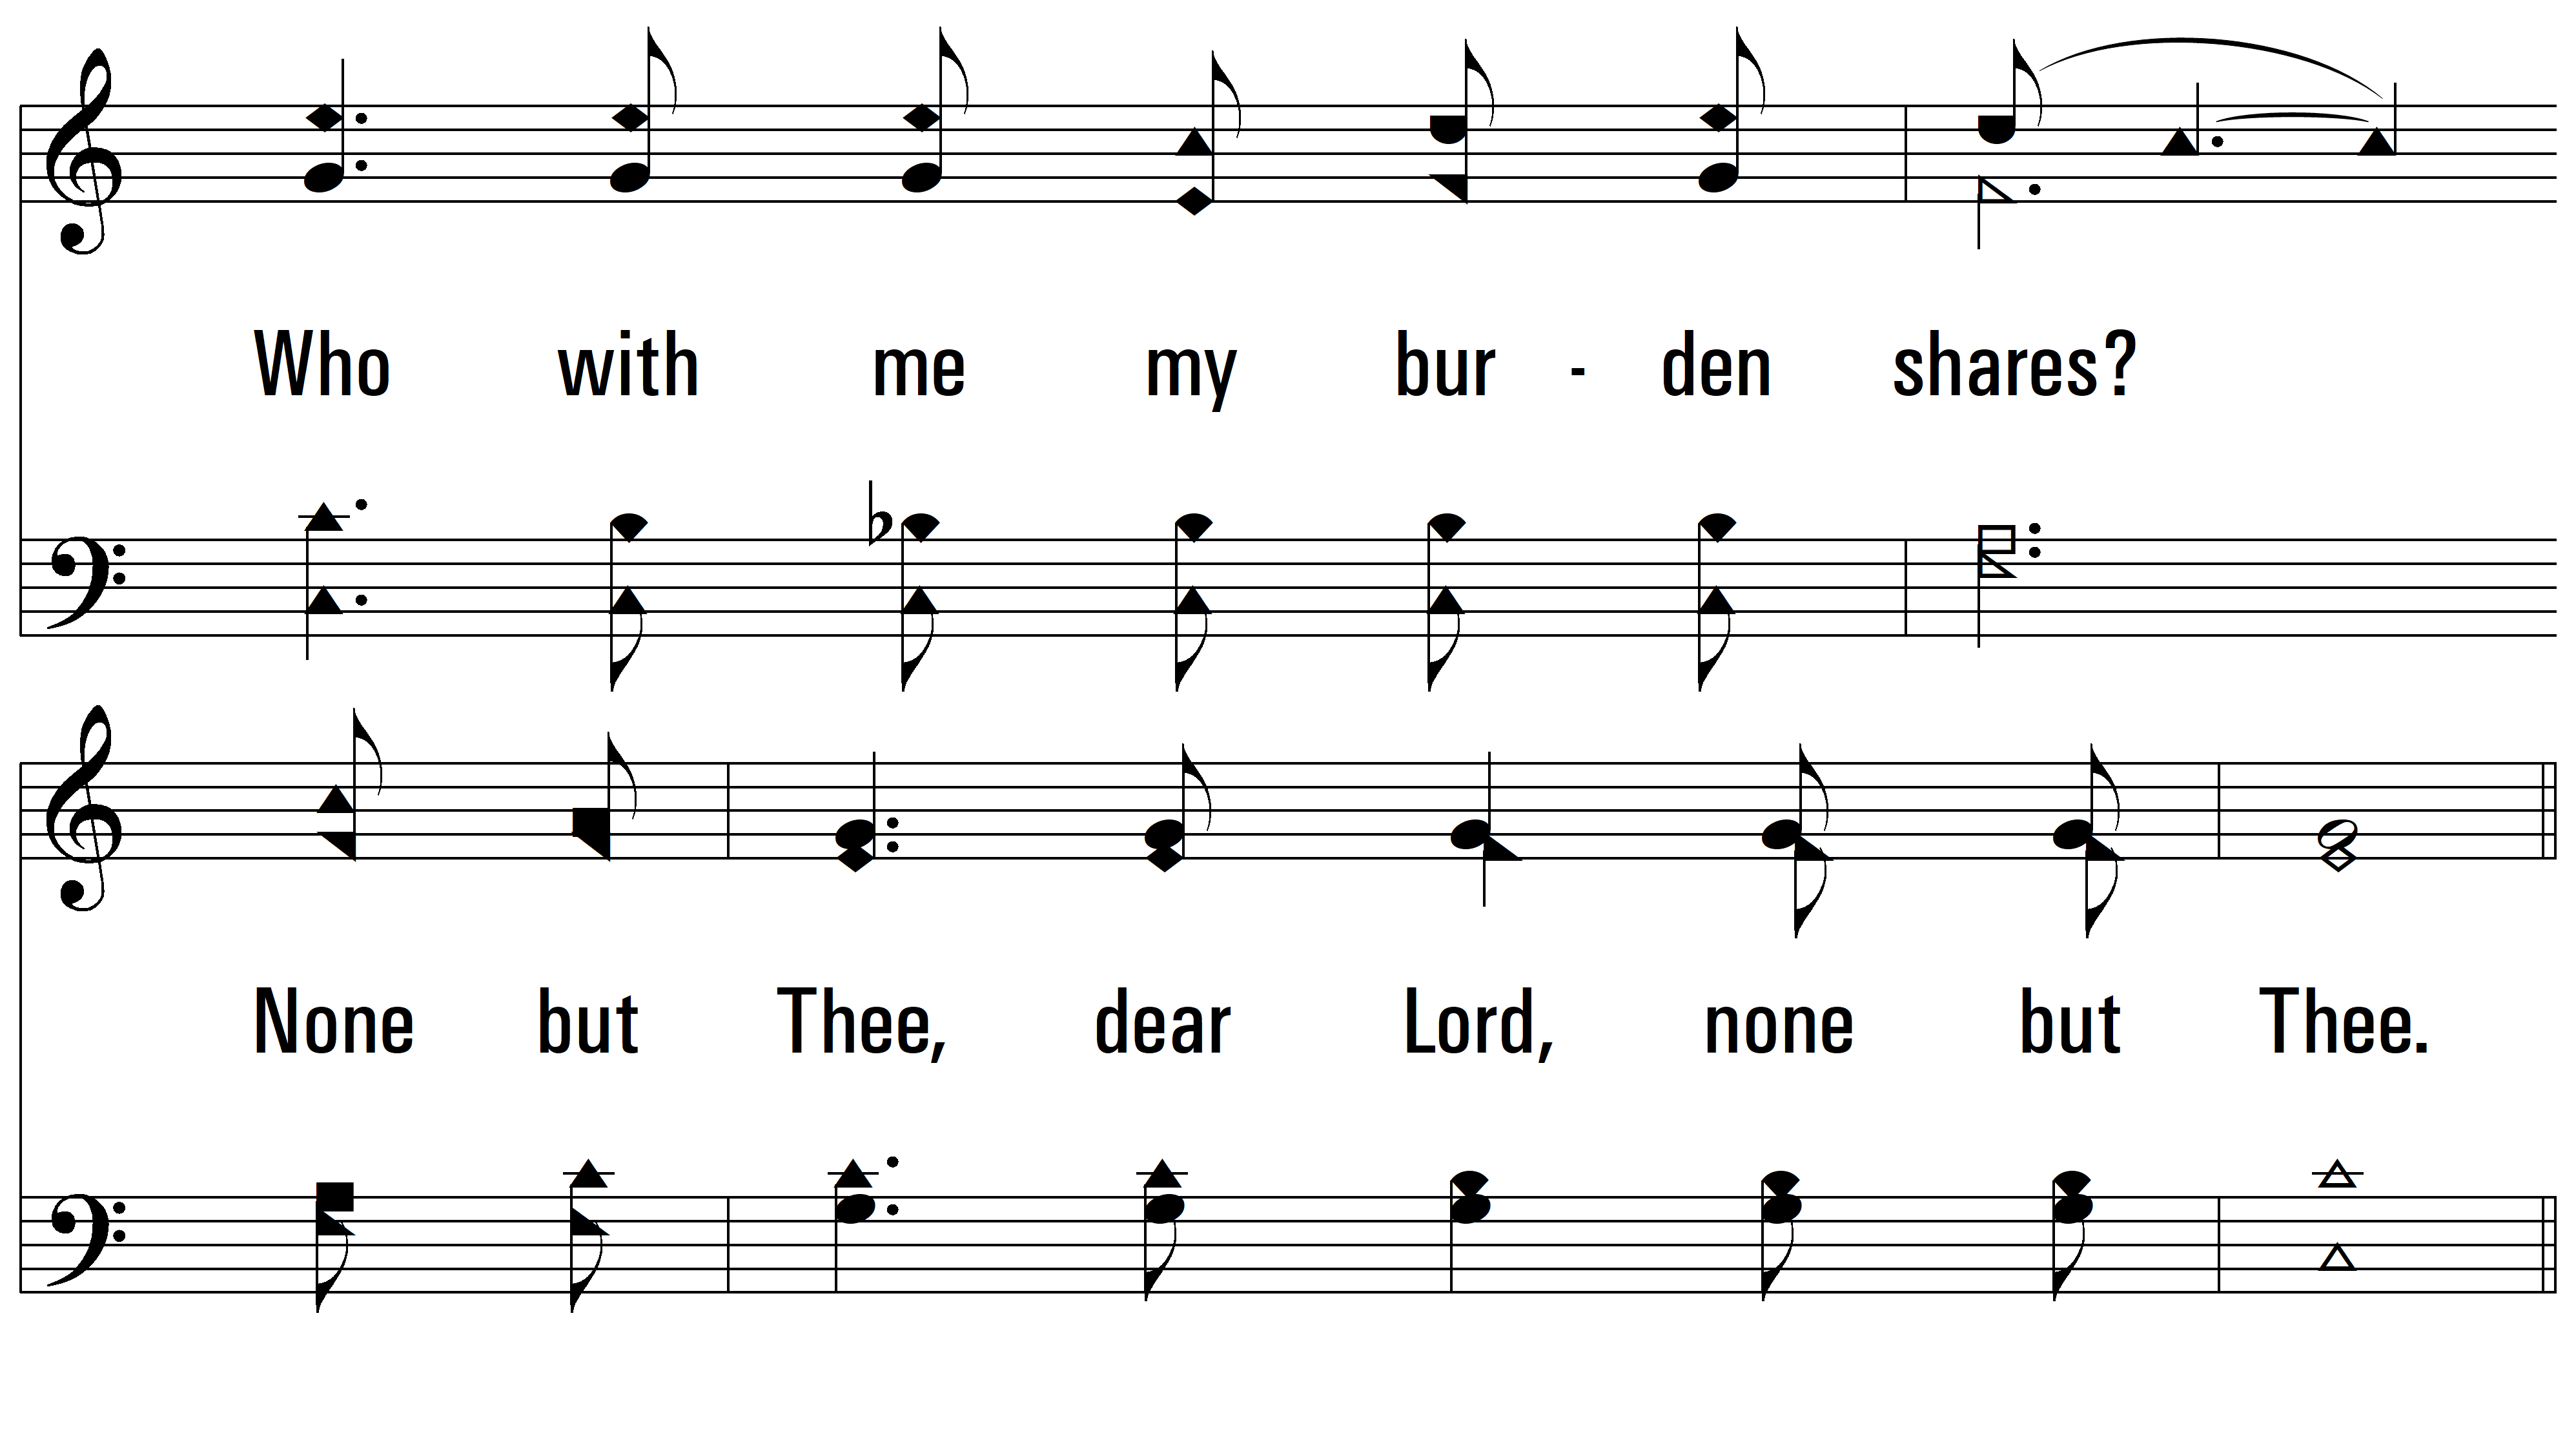 Who with me my bur - den shares?
None but Thee, dear Lord, none but Thee.